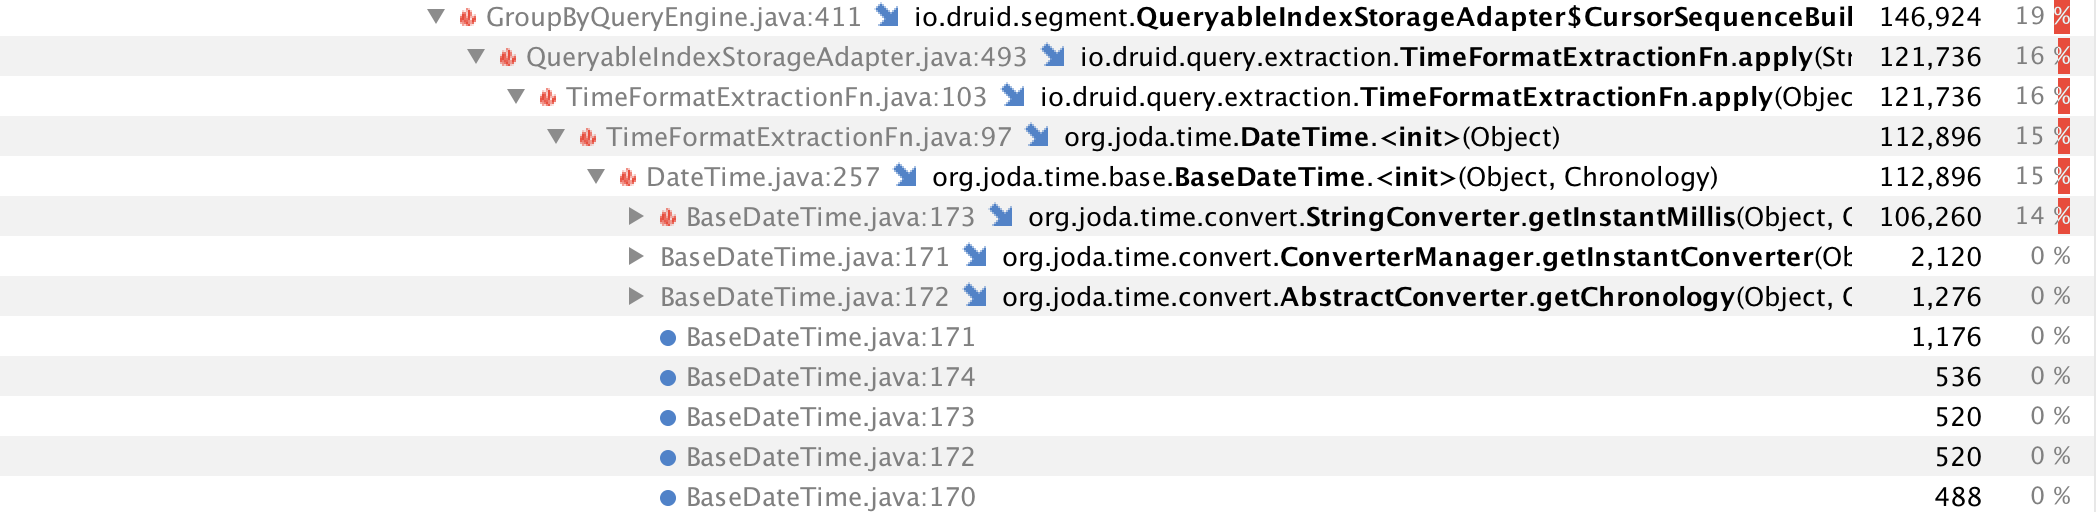 GroupByQueryEngine.java:411 io.druid.segment.QueryableIndexStorageAdapter$CursorSequenceBuil 146,924 19 %
QueryableIndexStorageAdapter.java:493 io.druid.query.extraction.TimeFormatExtractionFn.apply(Str 121,736 16 %
TimeFormatExtractionFn.java:103 io.druid.query.extraction.TimeFormatExtractionFn.apply(Objec 121,736 16 %
TimeFormatExtractionFn.java:97 org.joda.time.DateTime.<init>(Object) 112,896 15 %
DateTime.java:257 org.joda.time.base.BaseDateTime.<init>(Object, Chronology) 112,896 15 %
BaseDateTime.java:173 org.joda.time.convert.StringConverter.getInstantMillis(Object, C 106,260 14 %
BaseDateTime.java:171 org.joda.time.convert.ConverterManager.getInstantConverter(Ob 2,120 0 %
BaseDateTime.java:172 org.joda.time.convert.AbstractConverter.getChronology(Object, C 1,276 0 %
BaseDateTime.java:171 1,176 0 %
BaseDateTime.java:174 536 0 %
BaseDateTime.java:173 520 0 %
BaseDateTime.java:172 520 0 %
BaseDateTime.java:170 488 0 %